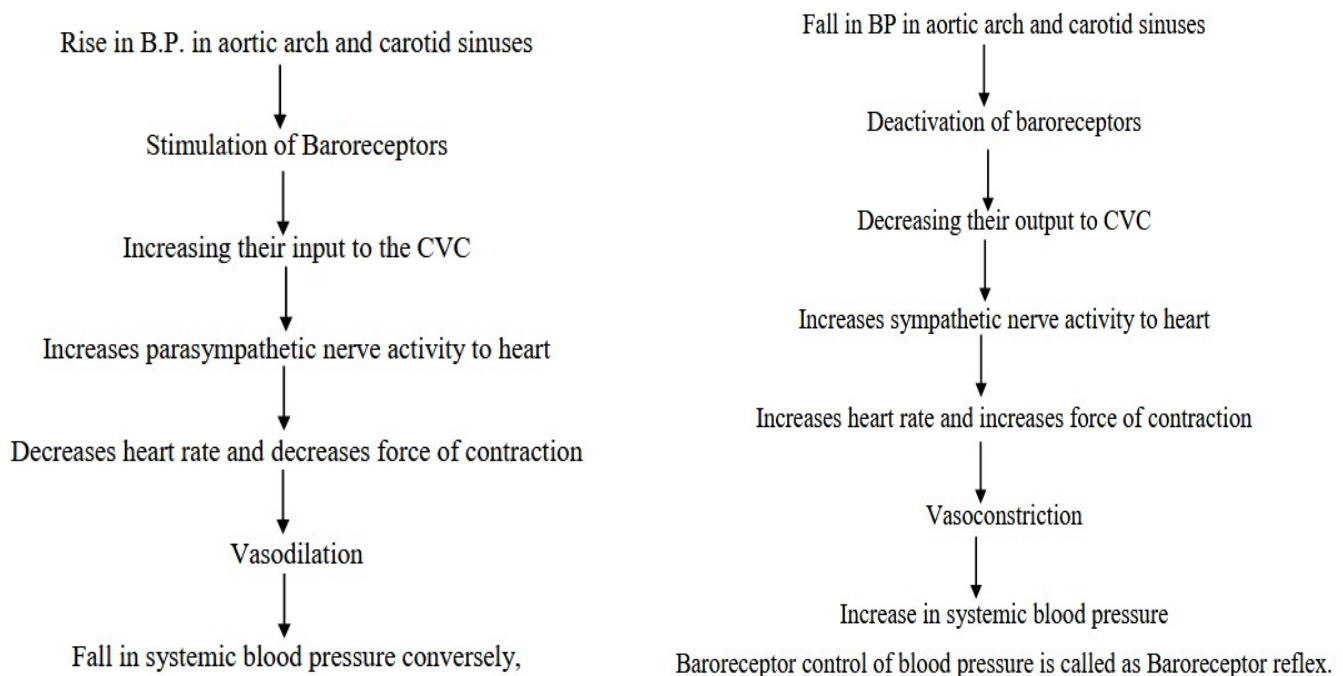 Rise in B.P. in aortic arch and carotid sinuses
Stimulation of Baroreceptors
Increasing their input to the CVC
Increases parasympathetic nerve activity to heart
Decreases heart rate and decreases force of contraction
Vasodilation
Fall in systemic blood pressure conversely,
Fall in BP in aortic arch and carotid sinuses
Deactivation of baroreceptors
Decreasing their output to CVC
Increases sympathetic nerve activity to heart
Increases heart rate and increases force of contraction
Vasoconstriction
Increase in systemic blood pressure
Baroreceptor control of blood pressure is called as Baroreceptor reflex.